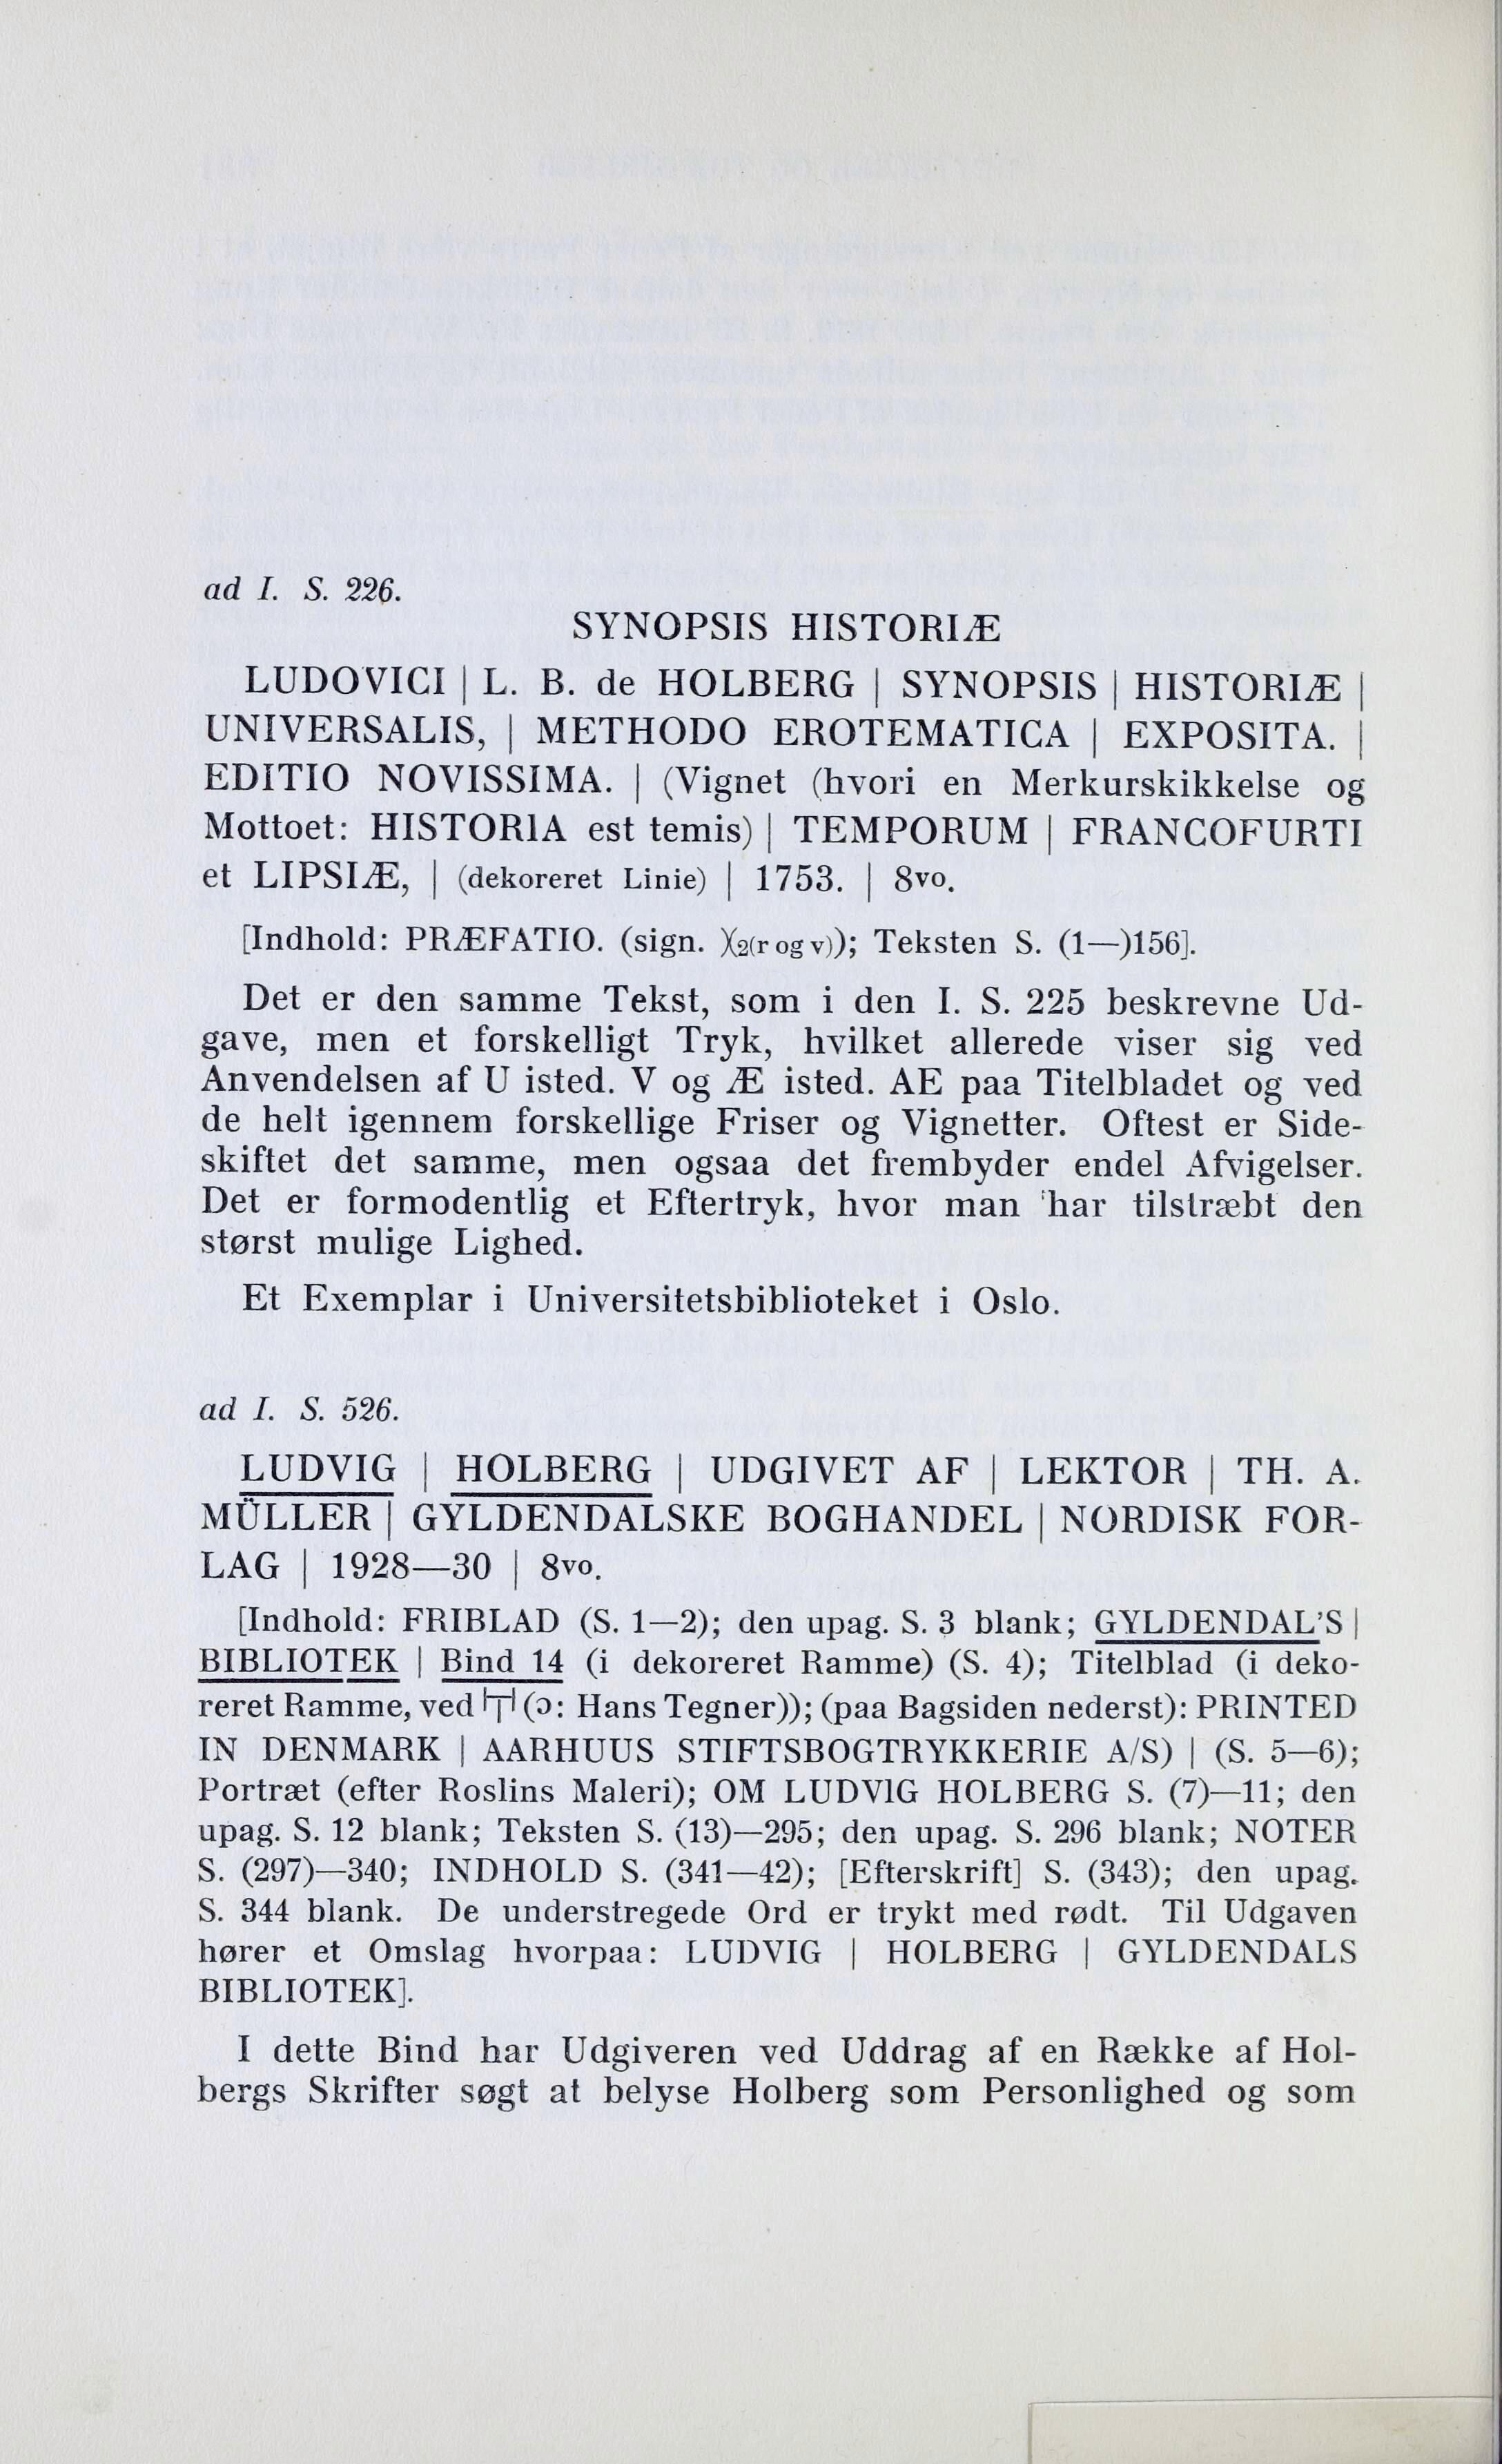 ad I. S. 226.
SYNOPSIS HISTORIÆ
LUDOVICI | L. B. de HOLBERG | SYNOPSIS | HISTORIÆ |
UNIVERSALIS, | METHODO EROTEMATICA | EXPOSITA. |
EDITIO NOVISSIMA. | (Vignet (hvori en Merkurskikkelse og
Mottoet: HISTORIA est temis) | TEMPORUM | FRANCOFURTI
et LIPSIÆ, | (dekoreret Linie) | 1753. | 8vo.
[Indhold: PRÆFATIO. (sign. )(2(r og v)); Teksten S. (1—)156].
Det er den samme Tekst, som i den I. S. 225 beskrevne Ud-
gave, men et forskelligt Tryk, hvilket allerede viser sig ved
Anvendelsen af U isted. V og Æ isted. AE paa Titelbladet og ved
de helt igennem forskellige Friser og Vignetter. Oftest er Side-
skiftet det samme, men ogsaa det frembyder endel Afvigelser.
Det er formodentlig et Eftertryk, hvor man har tilstræbt den
størst mulige Lighed.
Et Exemplar i Universitetsbiblioteket i Oslo.
ad I. S. 526.
LUDVIG | HOLBERG | UDGIVET AF | LEKTOR | TH. A.
MÜLLER | GYLDENDALSKE BOGHANDEL | NORDISK FOR-
LAG | 1928—30 | 8vo.
[Indhold: FRIBLAD (S. 1—2); den upag. S. 3 blank; GYLDENDAL'S |
BIBLIOTEK | Bind 14 (i dekoreret Ramme) (S. 4); Titelblad (i deko-
reret Ramme, ved HT (ɔ: Hans Tegner)); (paa Bagsiden nederst): PRINTED
IN DENMARK | AARHUUS STIFTSBOGTRYKKERIE A/S) | (S. 5—6);
Portræt (efter Roslins Maleri); OM LUDVIG HOLBERG S. (7)—11; den
upag. S. 12 blank; Teksten S. (13)—295; den upag. S. 296 blank; NOTER
S. (297)—340; INDHOLD S. (341—42); [Efterskrift] S. (343); den upag.
S. 344 blank. De understregede Ord er trykt med rødt. Til Udgaven
hører et Omslag hvorpaa: LUDVIG | HOLBERG | GYLDENDALS
BIBLIOTEK].
I dette Bind har Udgiveren ved Uddrag af en Række af Hol-
bergs Skrifter søgt at belyse Holberg som Personlighed og som